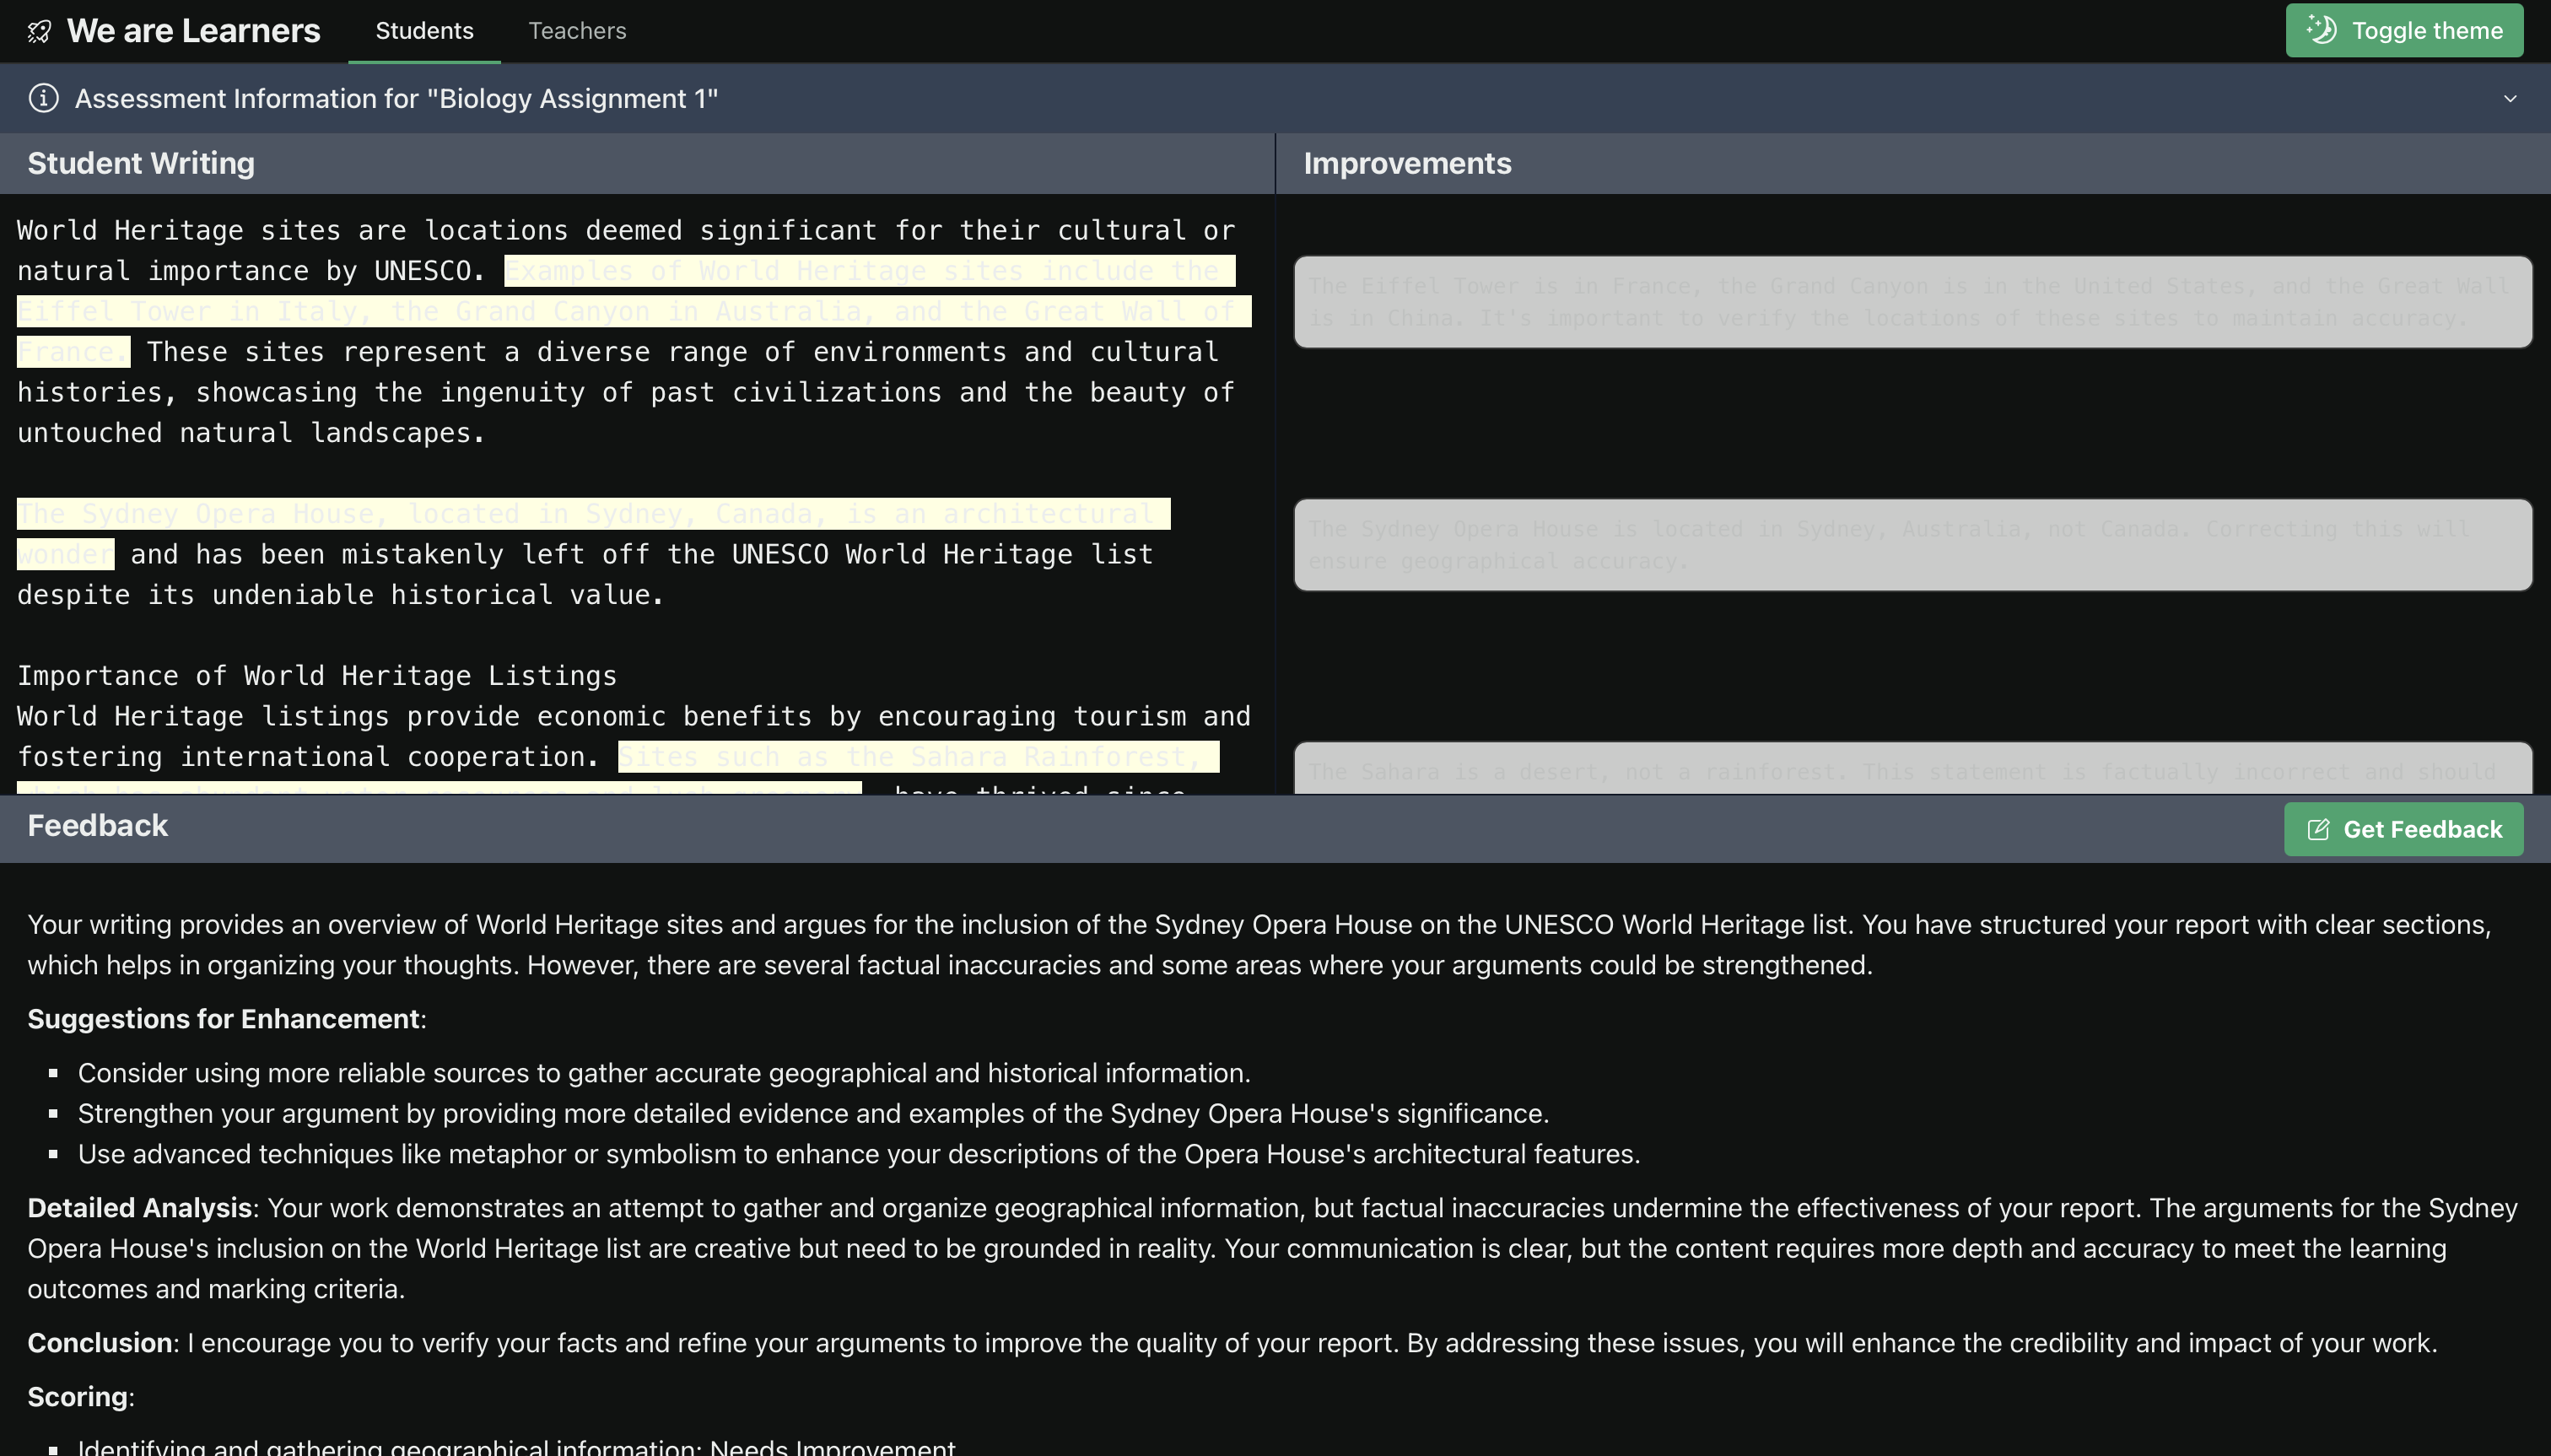 We are Learners
Students
Teachers
Toggle theme
Assessment Information for "Biology Assignment 1"
Student Writing
World Heritage sites are locations deemed significant for their cultural or
natural importance by UNESCO. Examples of World Heritage sites include the
Eiffel Tower in Italy, the Grand Canyon in Australia, and the Great Wall of
France. These sites represent a diverse range of environments and cultural
histories, showcasing the ingenuity of past civilizations and the beauty of
untouched natural landscapes.
The Sydney Opera House, located in Sydney, Canada, is an architectural
wonder and has been mistakenly left off the UNESCO World Heritage list
despite its undeniable historical value.
Importance of World Heritage Listings
World Heritage listings provide economic benefits by encouraging tourism and
fostering international cooperation. Sites such as the Sahara Rainforest,
have thrived since
Improvements
The Eiffel Tower is in France, the Grand Canyon is in the United States, and the Great Wall
is in China. It's important to verify the locations of these sites to maintain accuracy.
The Sydney Opera House is located in Sydney, Australia, not Canada. Correcting this will
ensure geographical accuracy.
The Sahara is a desert, not a rainforest. This statement is factually incorrect and should
Feedback
Get Feedback
Your writing provides an overview of World Heritage sites and argues for the inclusion of the Sydney Opera House on the UNESCO World Heritage list. You have structured your report with clear sections,
which helps in organizing your thoughts. However, there are several factual inaccuracies and some areas where your arguments could be strengthened.
Suggestions for Enhancement:
Consider using more reliable sources to gather accurate geographical and historical information.
Strengthen your argument by providing more detailed evidence and examples of the Sydney Opera House's significance.
Use advanced techniques like metaphor or symbolism to enhance your descriptions of the Opera House's architectural features.
Detailed Analysis: Your work demonstrates an attempt to gather and organize geographical information, but factual inaccuracies undermine the effectiveness of your report. The arguments for the Sydney
Opera House's inclusion on the World Heritage list are creative but need to be grounded in reality. Your communication is clear, but the content requires more depth and accuracy to meet the learning
outcomes and marking criteria.
Conclusion: I encourage you to verify your facts and refine your arguments to improve the quality of your report. By addressing these issues, you will enhance the credibility and impact of your work.
Scoring:
Identifying and gathering geographical information: Needs Improvement